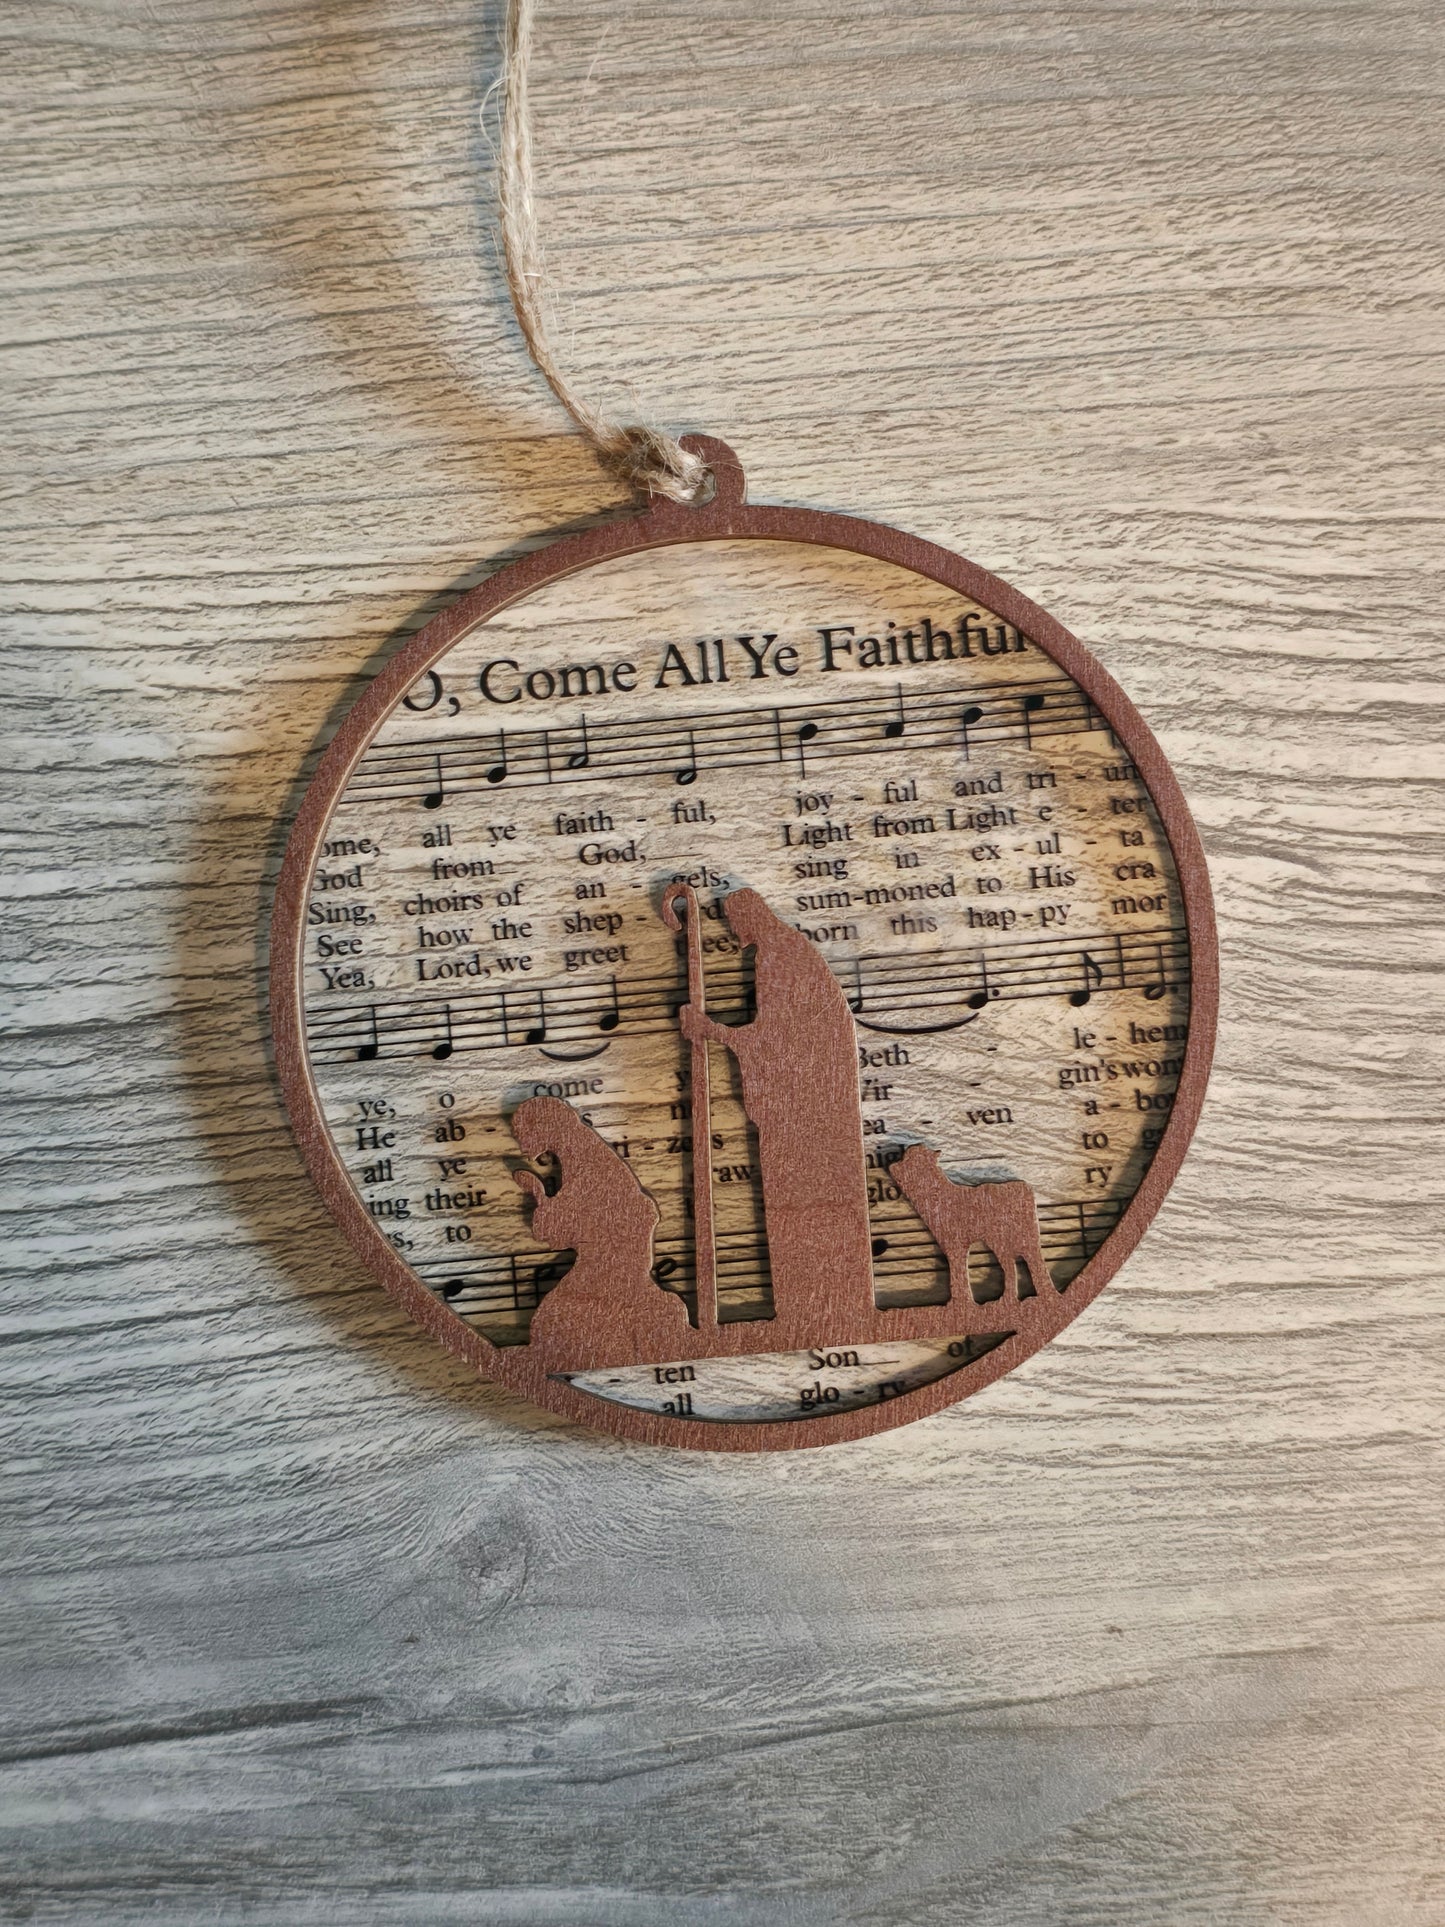 O, Come All Ye Faithful
all ye faith - ful, joy - ful and tri -
God from God, Light from Light e - ter
Sing, choirs of an - gels, sing in ex - ul - ta
See how the shep - sum-moned to His cra
Yea, Lord, we greet thee; born this hap - py mor
ye, o come Beth - le - hem
He ab - - gin's won
all ye ti - ven a - bo
ing their to
to ry
ten Son of
all glo - ry